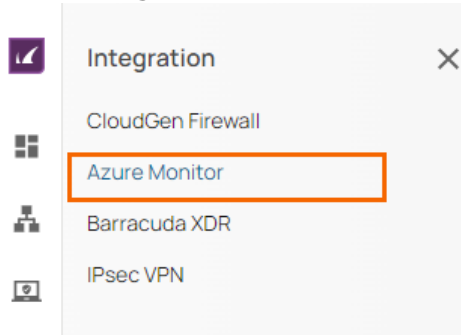 Integration
CloudGen Firewall
Azure Monitor
Barracuda XDR
IPsec VPN